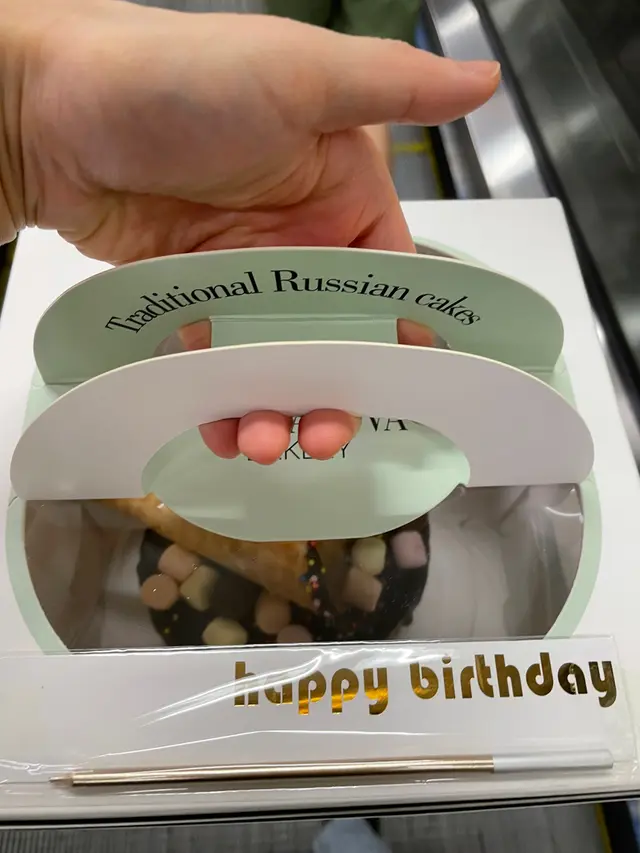 Traditional Russian cakes
happy birthday